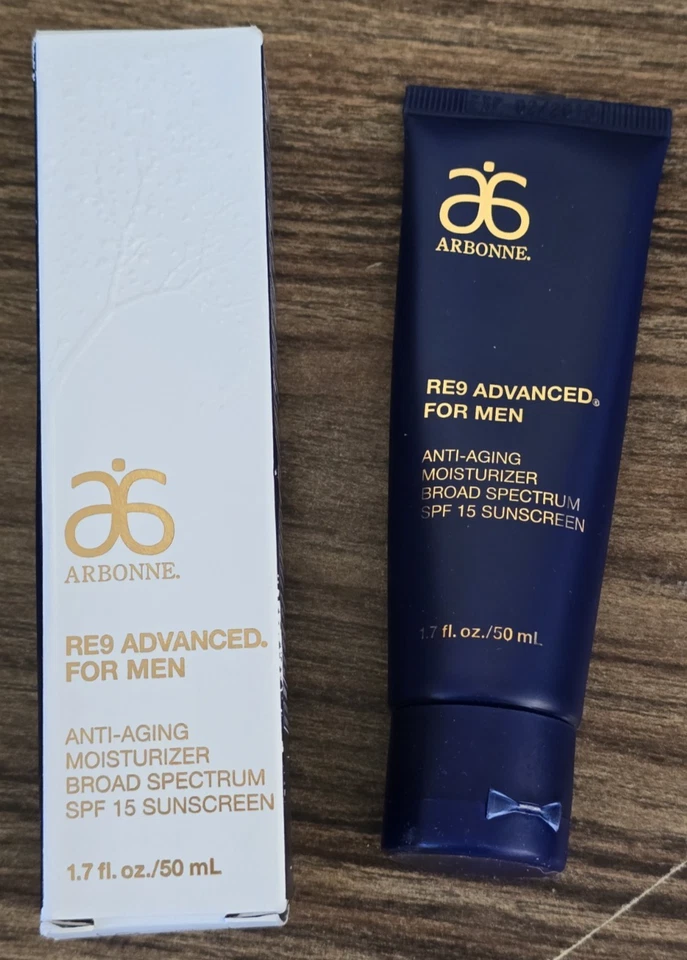 ARBONNE.
RE9 ADVANCED®
FOR MEN
ANTI-AGING
MOISTURIZER
BROAD SPECTRUM
SPF 15 SUNSCREEN
1.7 fl. oz./50 mL
ARBONNE.
RE9 ADVANCED®
FOR MEN
ANTI-AGING
MOISTURIZER
BROAD SPECTRUM
SPF 15 SUNSCREEN
1.7 fl. oz./50 mL